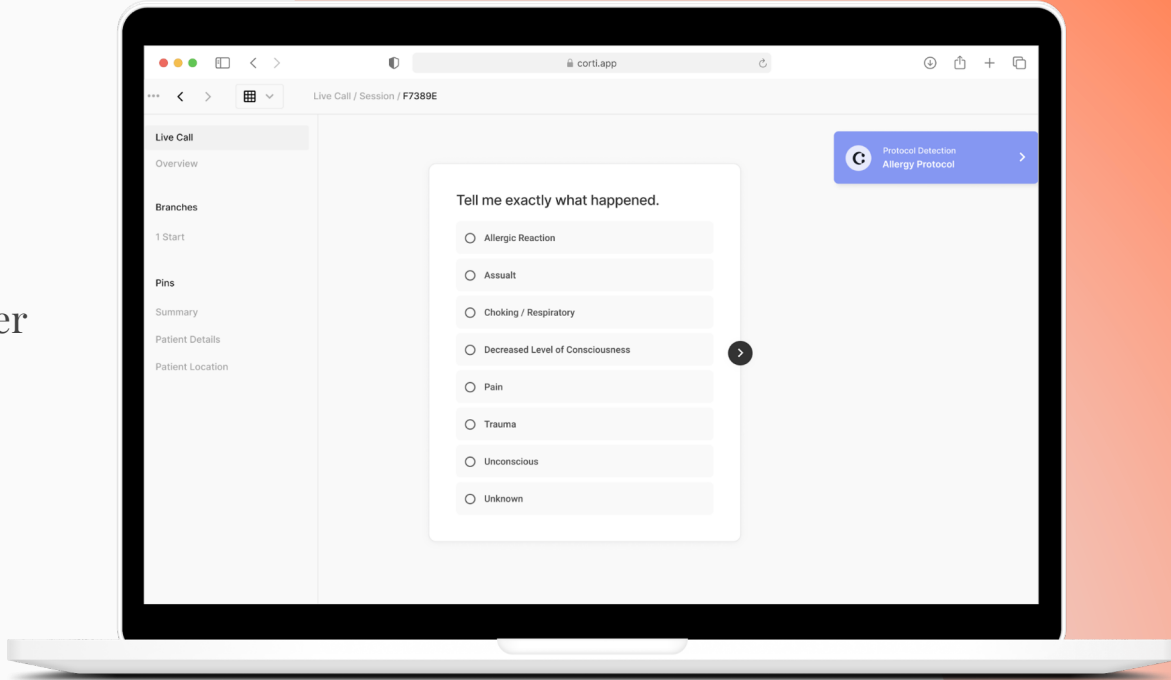 er
corti.app
Live Call / Session / F7389E
Live Call
Overview
Branches
1 Start
Pins
Summary
Patient Details
Patient Location
Tell me exactly what happened.
Allergic Reaction
Assualt
Choking / Respiratory
Decreased Level of Consciousness
Pain
Trauma
Unconscious
Unknown
Protocol Detection
Allergy Protocol